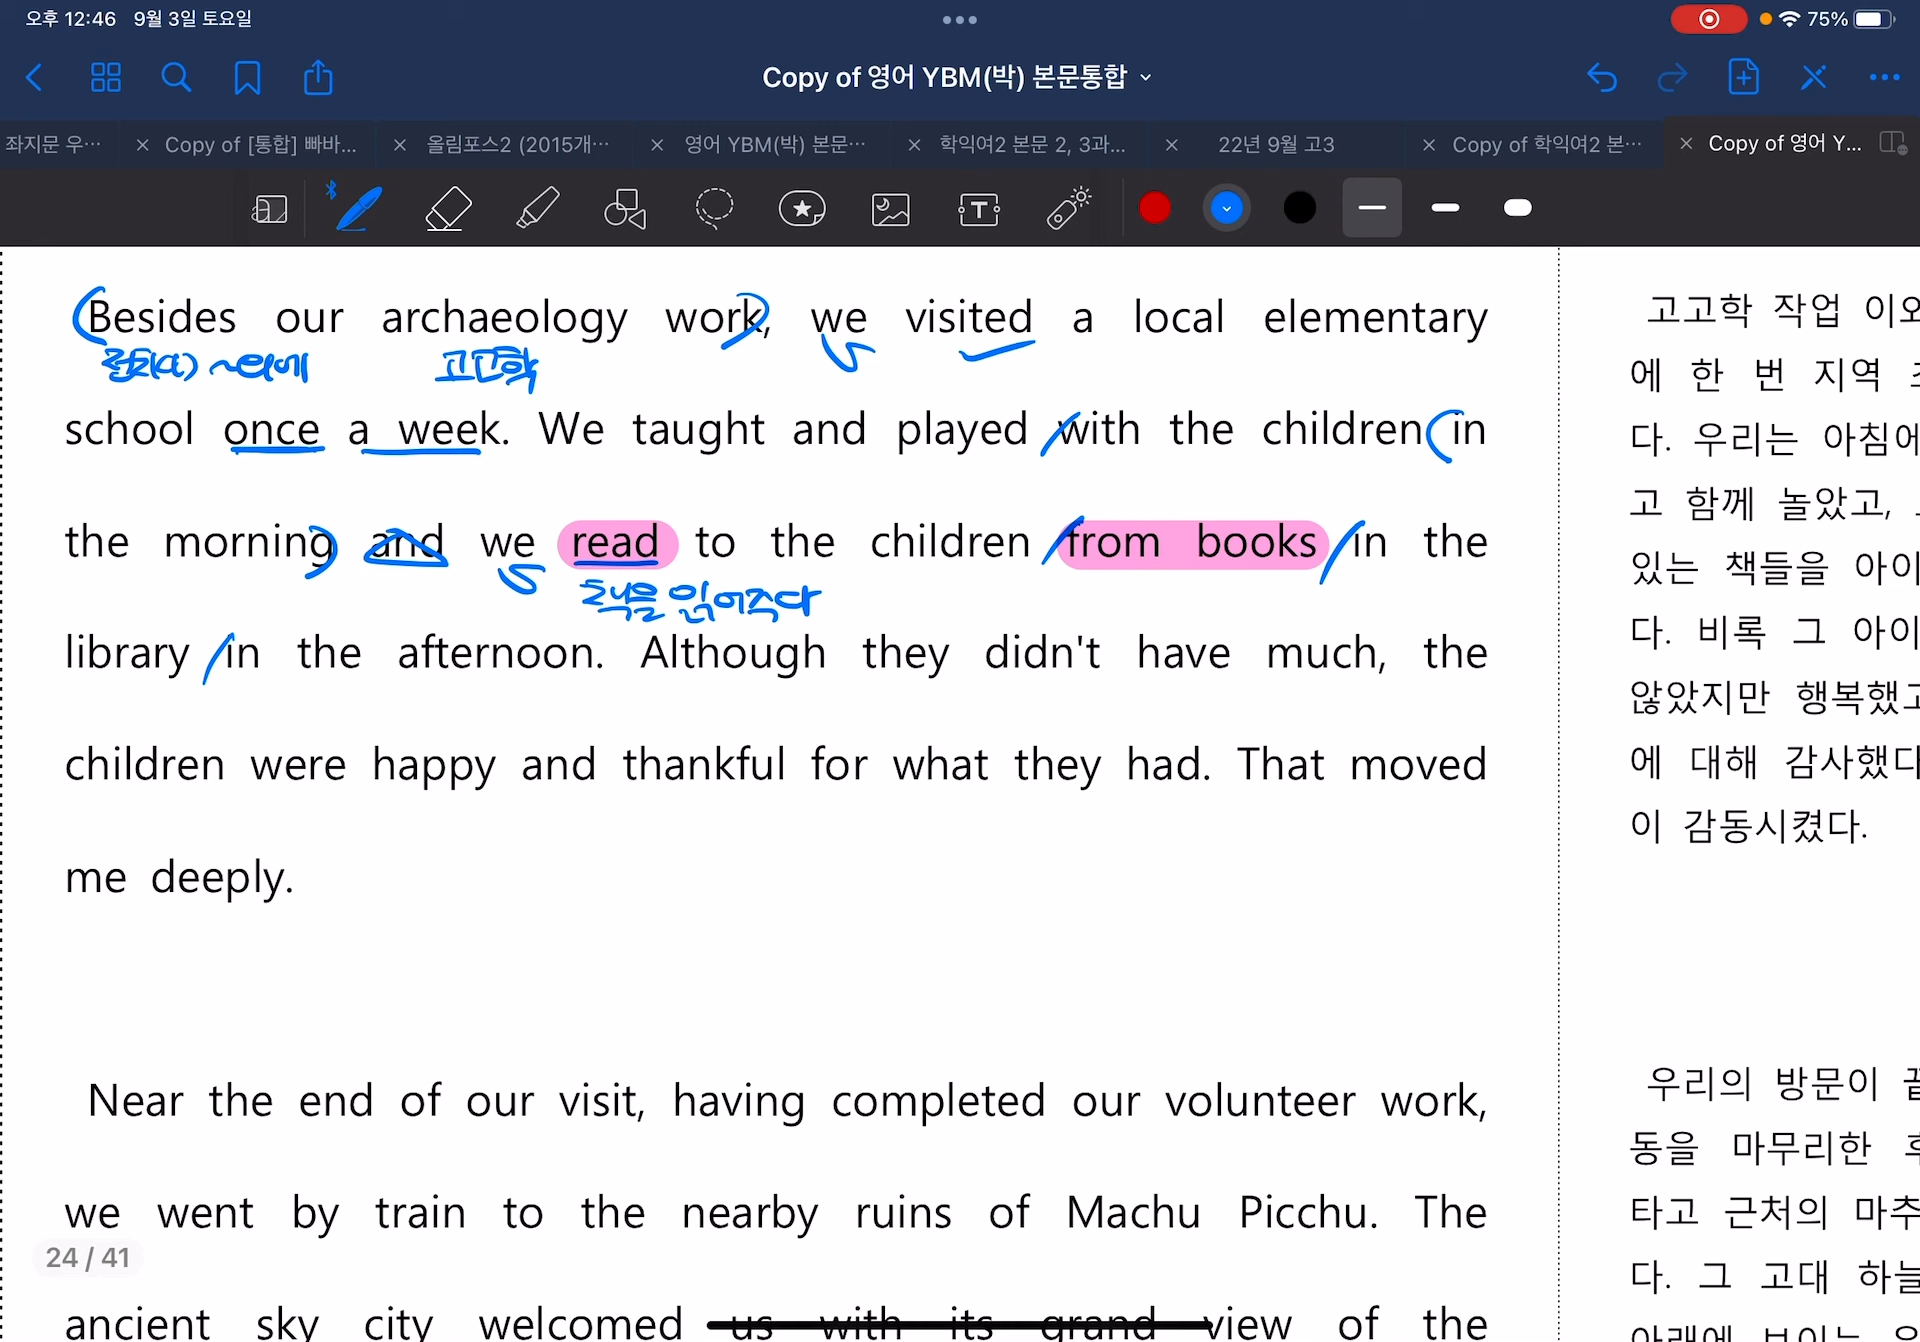 오후 12:46 9월 3일 토요일
75%
Copy of 영어 YBM(박) 본문통합
좌지문 우… Copy of [통합] 빠바… 올림포스2 (2015개… 영어 YBM(박) 본문… 학익여2 본문 2, 3과… 22년 9월 고3 Copy of 학익여2 본… Copy of 영어 Y…
Besides our archaeology work, we visited a local elementary
~외에 고고학
school once a week. We taught and played with the children in
the morning and we read to the children from books in the
책을 읽어주다
library in the afternoon. Although they didn't have much, the
children were happy and thankful for what they had. That moved
me deeply.
Near the end of our visit, having completed our volunteer work,
we went by train to the nearby ruins of Machu Picchu. The
24 / 41
ancient sky city welcomed us with its grand view of the
고고학 작업 이외
에 한 번 지역
다. 우리는 아침에
고 함께 놀았고,
있는 책들을 아이
다. 비록 그 아이
않았지만 행복했고
에 대해 감사했다
이 감동시켰다.
우리의 방문이 끝
동을 마무리한 후
타고 근처의 마추
다. 그 고대 하늘
아래에 보이는